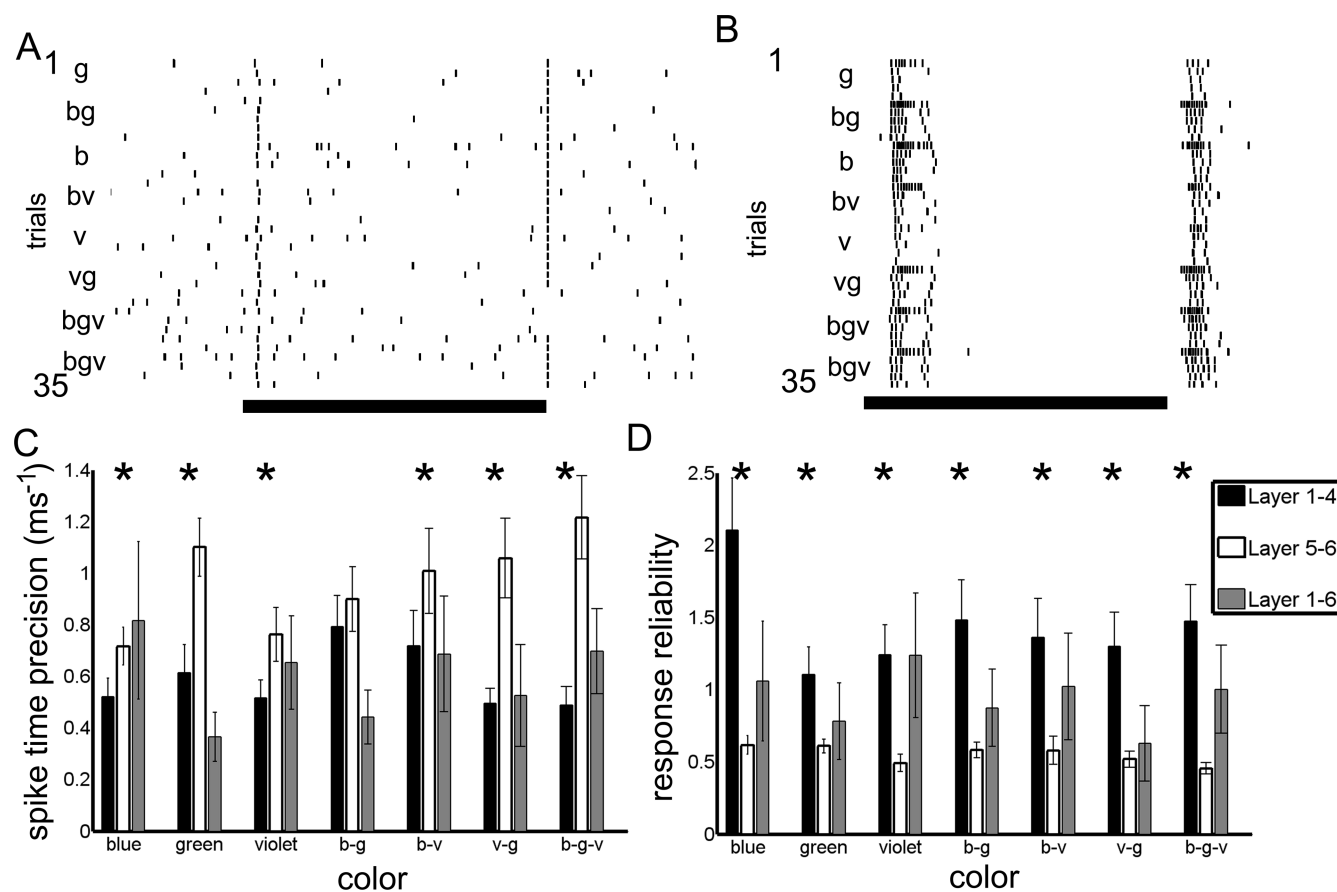 A
1
g
bg
b
bv
v
vg
bgv
bgv
35
trials
B
1
g
bg
b
bv
v
vg
bgv
bgv
35
trials
C
* * * * * *
1.4
1.2
1
0.8
0.6
0.4
0.2
0
spike time precision (ms-1)
blue green violet b-g b-v v-g b-g-v
color
D
* * * * * * *
2.5
2
1.5
1
0.5
0
response reliability
blue green violet b-g b-v v-g b-g-v
color
Layer 1-4
Layer 5-6
Layer 1-6